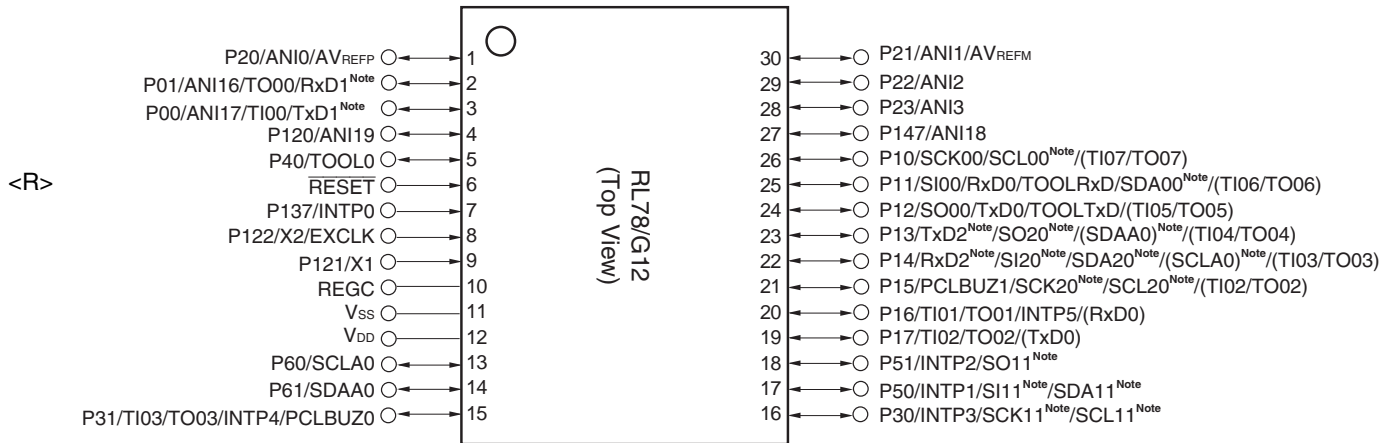 P20/ANI0/AVREFP 1
P01/ANI16/TO00/RxD1Note 2
P00/ANI17/TI00/TxD1Note 3
P120/ANI19 4
P40/TOOL0 5
<R>
RESET 6
P137/INTP0 7
P122/X2/EXCLK 8
P121/X1 9
REGC 10
VSS 11
VDD 12
P60/SCLA0 13
P61/SDAA0 14
P31/TI03/TO03/INTP4/PCLBUZ0 15
RL78/G12
(Top View)
30 P21/ANI1/AVREFM
29 P22/ANI2
28 P23/ANI3
27 P147/ANI18
26 P10/SCK00/SCL00Note/(TI07/TO07)
25 P11/SI00/RxD0/TOOLRxD/SDA00Note/(TI06/TO06)
24 P12/SO00/TxD0/TOOLTxD/(TI05/TO05)
23 P13/TxD2Note/SO20Note/(SDAA0)Note/(TI04/TO04)
22 P14/RxD2Note/SI20Note/SDA20Note/(SCLA0)Note/(TI03/TO03)
21 P15/PCLBUZ1/SCK20Note/SCL20Note/(TI02/TO02)
20 P16/TI01/TO01/INTP5/(RxD0)
19 P17/TI02/TO02/(TxD0)
18 P51/INTP2/SO11Note
17 P50/INTP1/SI11Note/SDA11Note
16 P30/INTP3/SCK11Note/SCL11Note